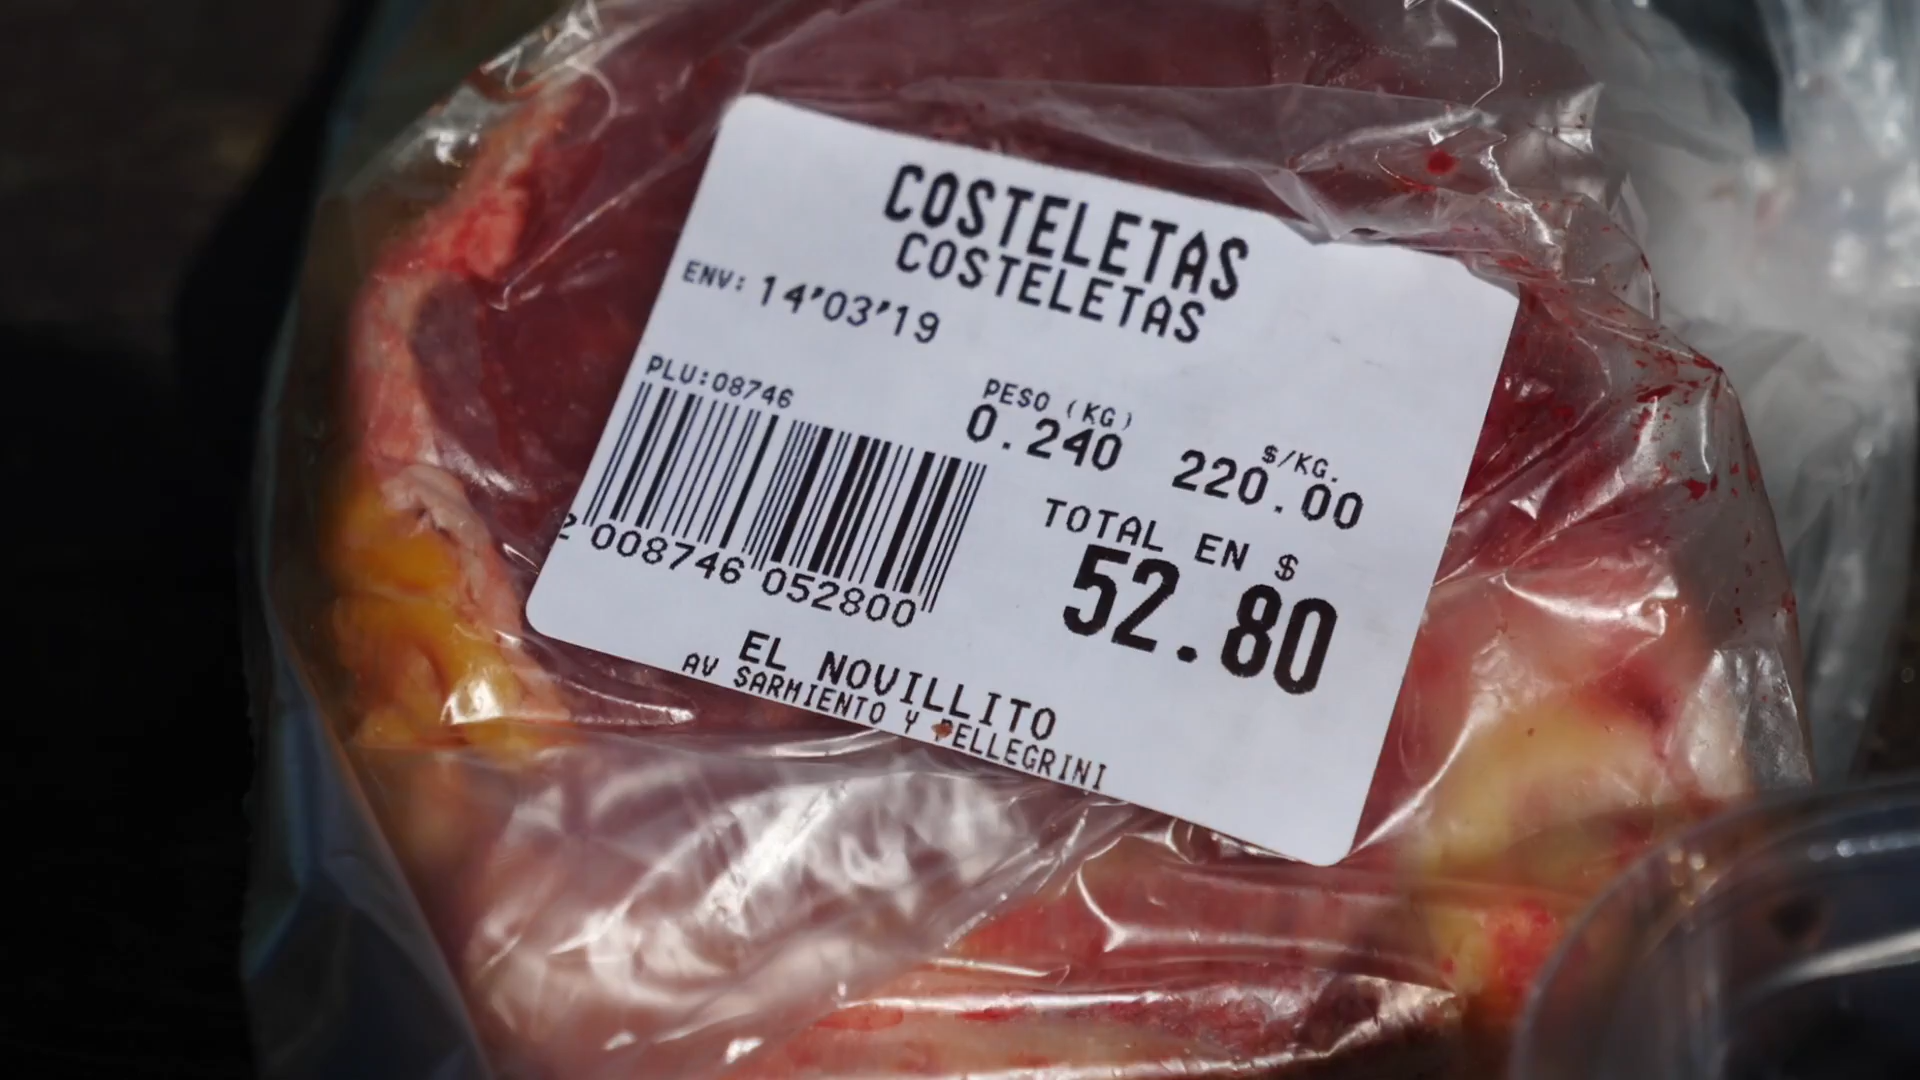 COSTELETAS
COSTELETAS
ENV: 14'03'19
PLU:08746
PESO (KG)
0.240
$/KG.
220.00
TOTAL EN $
52.80
2 008746 052800
EL NOVILLITO
AV SARMIENTO Y PELLEGRINI